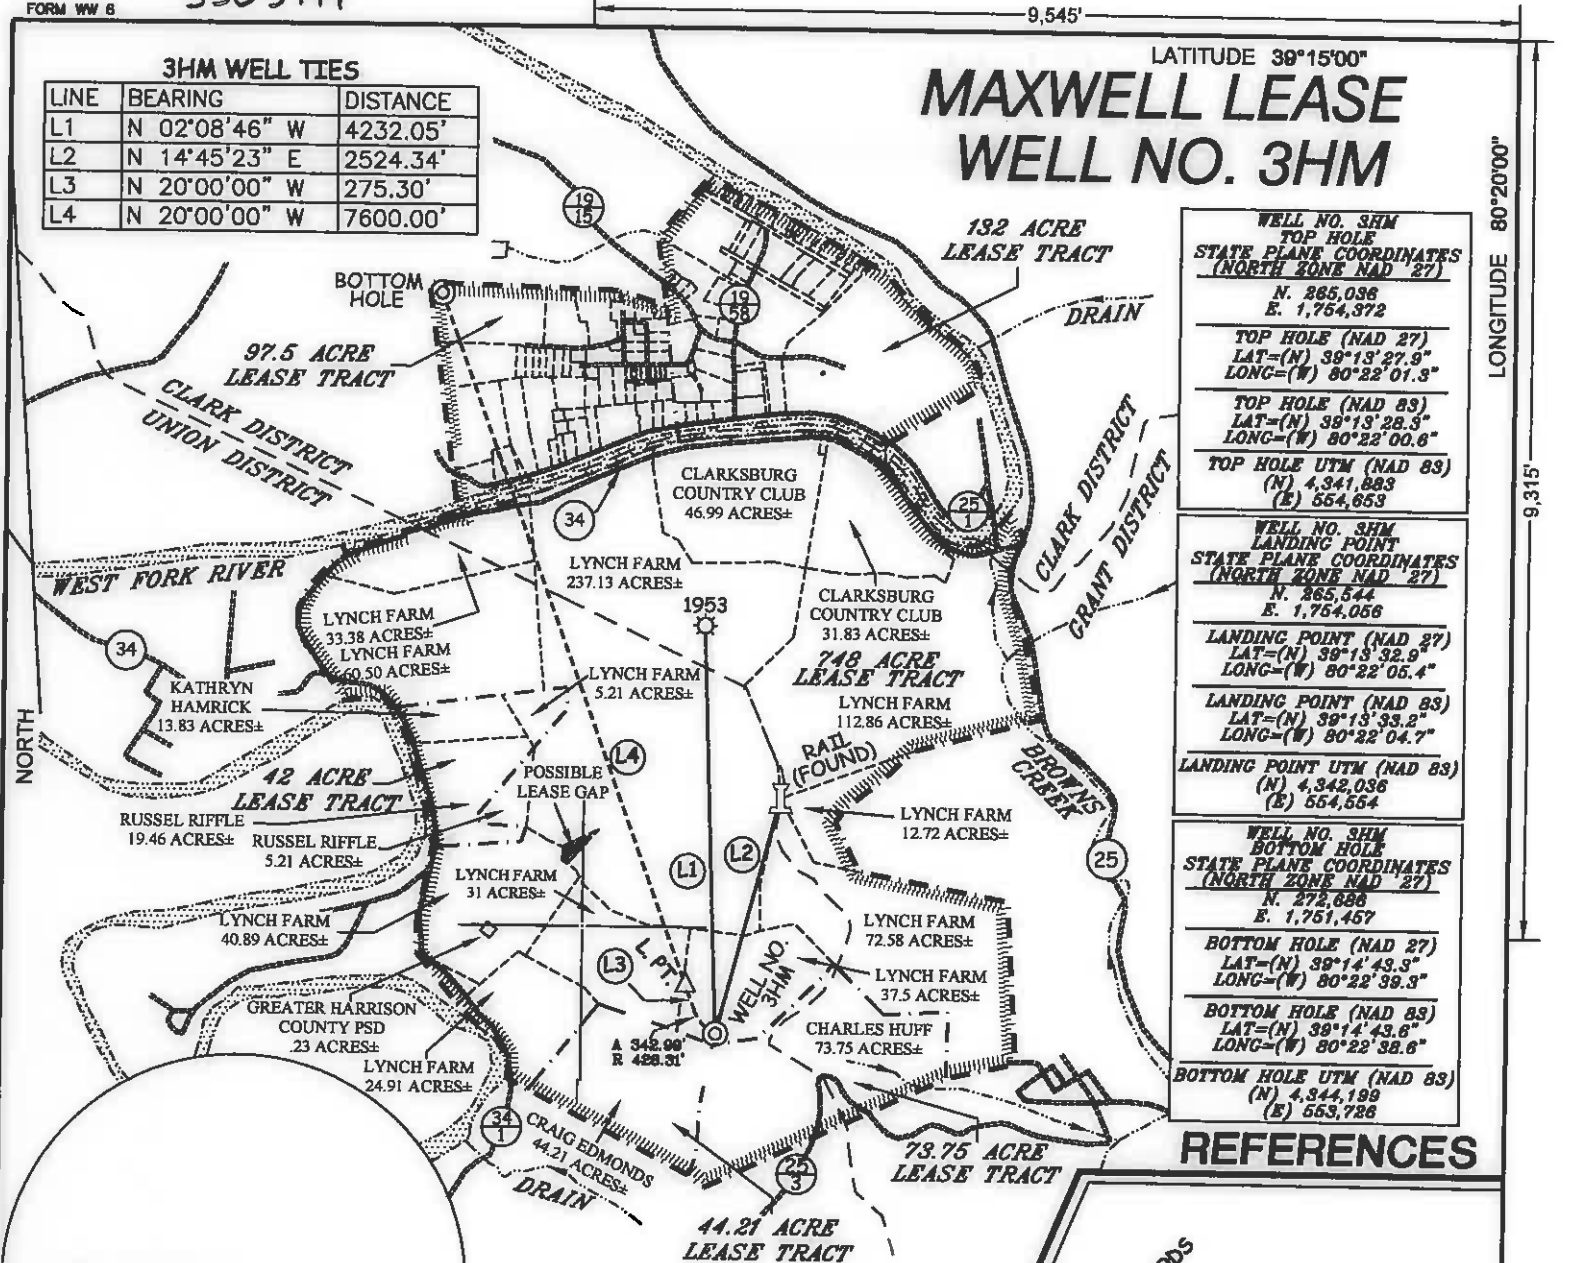 FORM WW 6
9,545'
LATITUDE 39°15'00"
MAXWELL LEASE
WELL NO. 3HM
LONGITUDE 80°20'00"
9,315'
3HM WELL TIES
LINE BEARING DISTANCE
L1 N 02°08'46" W 4232.05'
L2 N 14°45'23" E 2524.34'
L3 N 20°00'00" W 275.30'
L4 N 20°00'00" W 7600.00'
19
15
BOTTOM
HOLE
19
58
132 ACRE
LEASE TRACT
DRAIN
97.5 ACRE
LEASE TRACT
CLARK DISTRICT
UNION DISTRICT
CLARK DISTRICT
GRANT DISTRICT
34
25
1
CLARKSBURG
COUNTRY CLUB
46.99 ACRES±
WEST FORK RIVER
LYNCH FARM
237.13 ACRES±
CLARKSBURG
COUNTRY CLUB
31.83 ACRES±
1953
LYNCH FARM
33.38 ACRES±
LYNCH FARM
60.50 ACRES±
34
KATHRYN
HAMRICK
13.83 ACRES±
LYNCH FARM
5.21 ACRES±
748 ACRE
LEASE TRACT
LYNCH FARM
112.86 ACRES±
NORTH
L4
RAIL
(FOUND)
BROWNS
CREEK
42 ACRE
LEASE TRACT
POSSIBLE
LEASE GAP
RUSSEL RIFFLE
19.46 ACRES±
RUSSEL RIFFLE
5.21 ACRES±
LYNCH FARM
12.72 ACRES±
L1
L2
25
LYNCH FARM
31 ACRES±
LYNCH FARM
40.89 ACRES±
LYNCH FARM
72.58 ACRES±
L3
L. PT.
WELL NO.
3HM
LYNCH FARM
37.5 ACRES±
GREATER HARRISON
COUNTY PSD
.23 ACRES±
A 342.98'
R 428.31'
CHARLES HUFF
73.75 ACRES±
LYNCH FARM
24.91 ACRES±
34
1
CRAIG EDMONDS
44.21 ACRES±
DRAIN
25
3
73.75 ACRE
LEASE TRACT
44.21 ACRE
LEASE TRACT
WELL NO. 3HM
TOP HOLE
STATE PLANE COORDINATES
(NORTH ZONE NAD '27)
N. 265,036
E. 1,754,372
TOP HOLE (NAD 27)
LAT=(N) 39°13'27.9"
LONG=(W) 80°22'01.3"
TOP HOLE (NAD 83)
LAT=(N) 39°13'28.3"
LONG=(W) 80°22'00.6"
TOP HOLE UTM (NAD 83)
(N) 4,341,883
(E) 554,653
WELL NO. 3HM
LANDING POINT
STATE PLANE COORDINATES
(NORTH ZONE NAD '27)
N. 265,544
E. 1,754,056
LANDING POINT (NAD 27)
LAT=(N) 39°13'32.9"
LONG=(W) 80°22'05.4"
LANDING POINT (NAD 83)
LAT=(N) 39°13'33.2"
LONG=(W) 80°22'04.7"
LANDING POINT UTM (NAD 83)
(N) 4,342,036
(E) 554,554
WELL NO. 3HM
BOTTOM HOLE
STATE PLANE COORDINATES
(NORTH ZONE NAD '27)
N. 272,686
E. 1,751,457
BOTTOM HOLE (NAD 27)
LAT=(N) 39°14'43.3"
LONG=(W) 80°22'39.3"
BOTTOM HOLE (NAD 83)
LAT=(N) 39°14'43.6"
LONG=(W) 80°22'38.6"
BOTTOM HOLE UTM (NAD 83)
(N) 4,344,199
(E) 553,726
REFERENCES